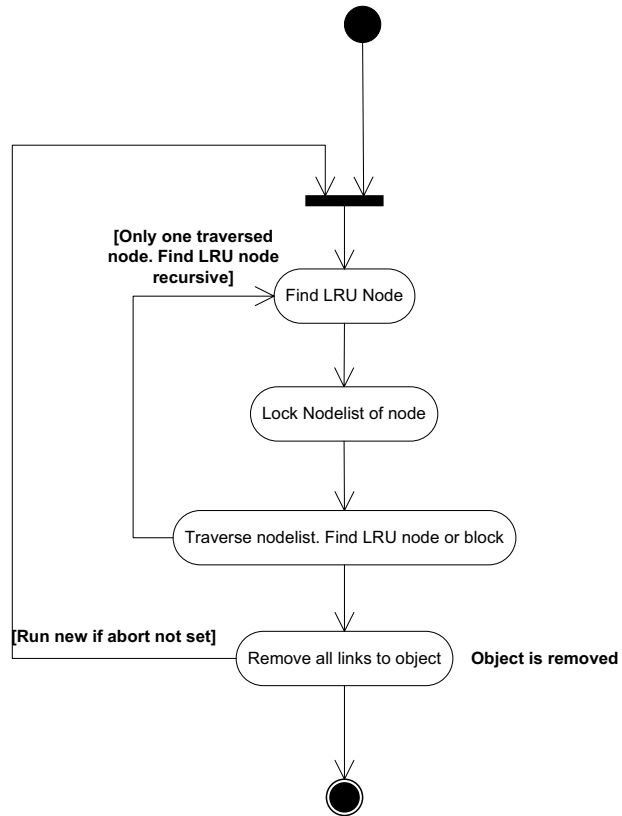 [Only one traversed
node. Find LRU node
recursive]
Find LRU Node
Lock Nodelist of node
Traverse nodelist. Find LRU node or block
[Run new if abort not set]
Remove all links to object
Object is removed